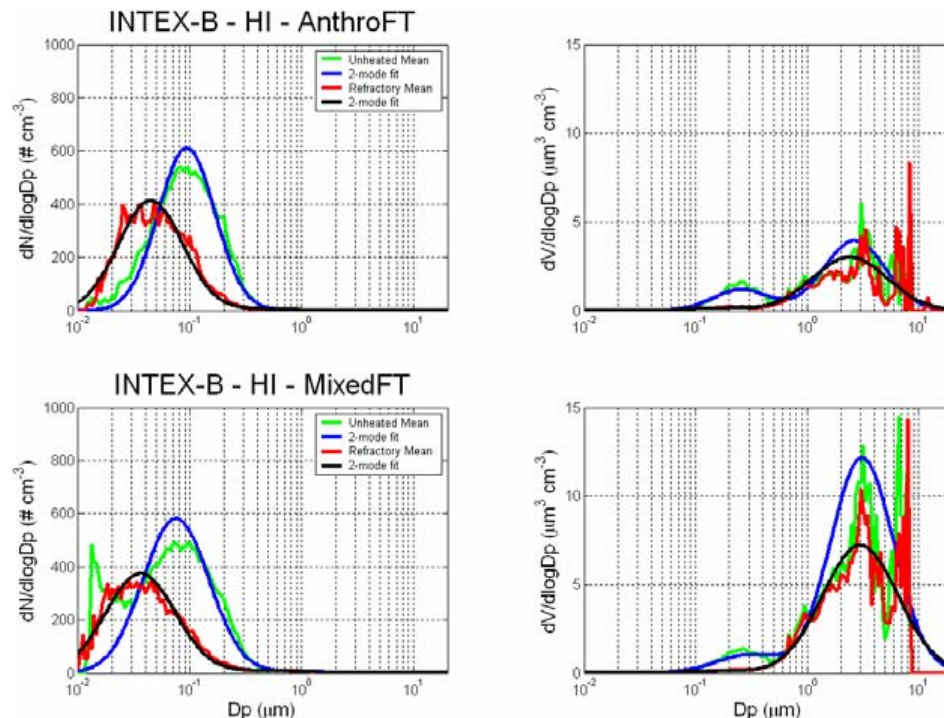 INTEX-B - HI - AnthroFT
1000
800
600
400
200
0
dN/dlogDp (# cm⁻³)
Unheated Mean
2-mode fit
Refractory Mean
2-mode fit
10⁻²
10⁻¹
10⁰
10¹
15
10
5
0
dV/dlogDp (μm³ cm⁻³)
10⁻²
10⁻¹
10⁰
10¹
INTEX-B - HI - MixedFT
1000
800
600
400
200
0
dN/dlogDp (# cm⁻³)
Unheated Mean
2-mode fit
Refractory Mean
2-mode fit
10⁻²
10⁻¹
10⁰
10¹
Dp (μm)
15
10
5
0
dV/dlogDp (μm³ cm⁻³)
10⁻²
10⁻¹
10⁰
10¹
Dp (μm)